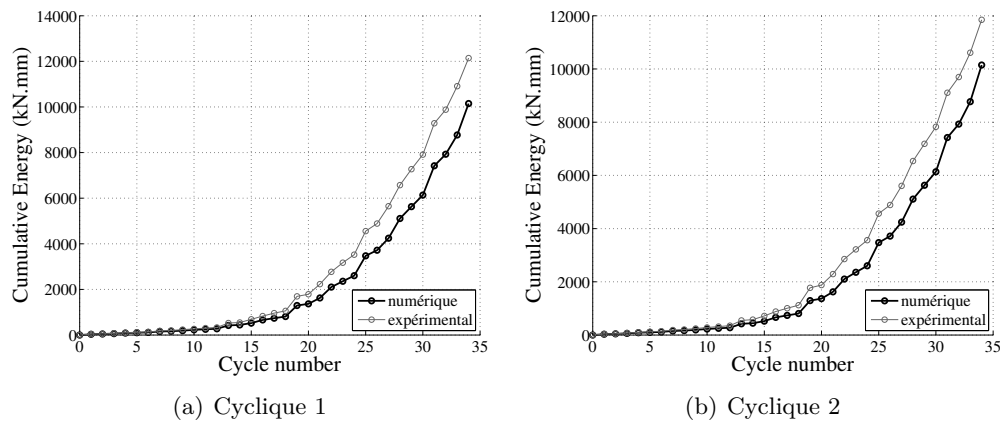 14000
12000
10000
8000
6000
4000
2000
0
Cumulative Energy (kN.mm)
0 5 10 15 20 25 30 35
Cycle number
numérique
expérimental
(a) Cyclique 1
12000
10000
8000
6000
4000
2000
0
Cumulative Energy (kN.mm)
0 5 10 15 20 25 30 35
Cycle number
numérique
expérimental
(b) Cyclique 2